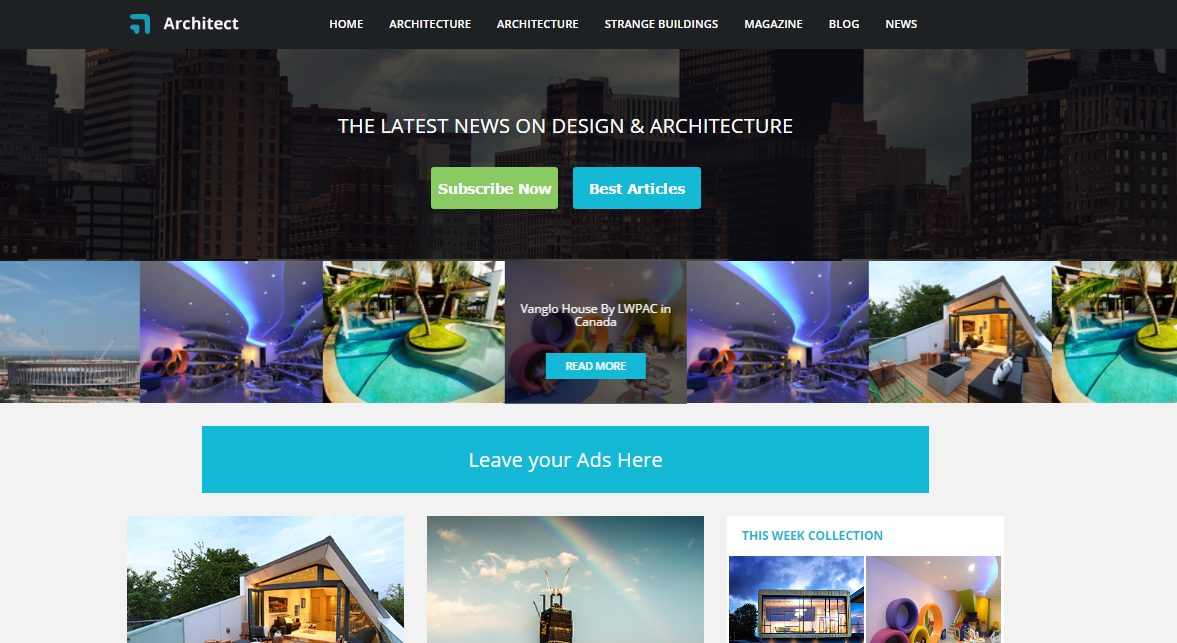 Architect
HOME
ARCHITECTURE
ARCHITECTURE
STRANGE BUILDINGS
MAGAZINE
BLOG
NEWS
THE LATEST NEWS ON DESIGN & ARCHITECTURE
Subscribe Now
Best Articles
Vanglo House By LWPAC in
Canada
READ MORE
Leave your Ads Here
THIS WEEK COLLECTION